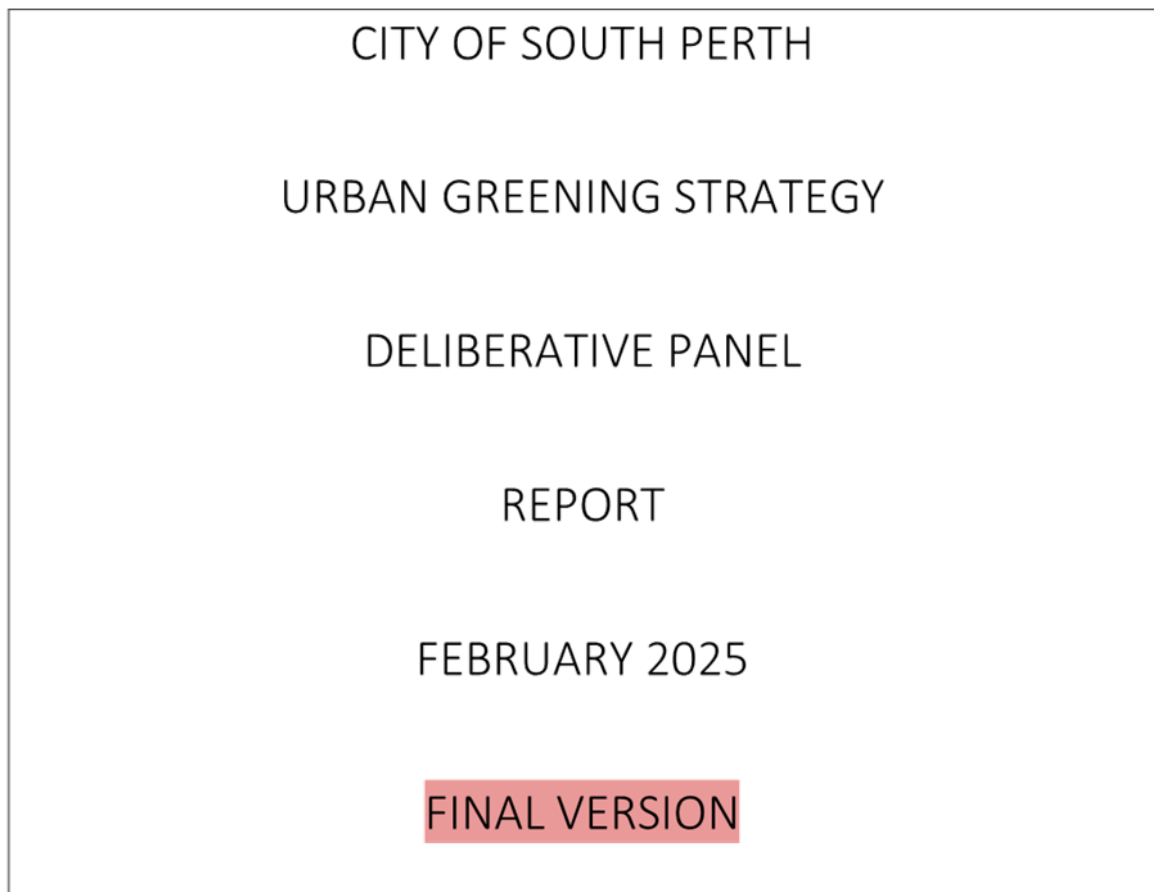 CITY OF SOUTH PERTH
URBAN GREENING STRATEGY
DELIBERATIVE PANEL
REPORT
FEBRUARY 2025
FINAL VERSION